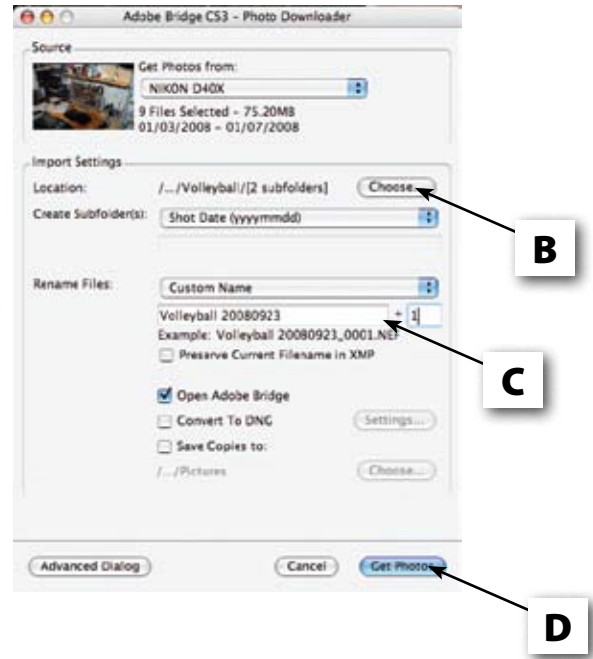 Adobe Bridge CS3 - Photo Downloader
Source
Get Photos from:
NIKON D40X
9 Files Selected - 75.20MB
01/03/2008 - 01/07/2008
Import Settings
Location: /.../Volleyball/[2 subfolders] Choose...
B
Create Subfolder(s): Shot Date (yyyymmdd)
Rename Files: Custom Name
Volleyball 20080923 + 1
Example: Volleyball 20080923_0001.NEF
C
Preserve Current Filename in XMP
Open Adobe Bridge
Convert To DNG Settings...
Save Copies to:
/.../Pictures Choose...
Advanced Dialog Cancel Get Photos
D